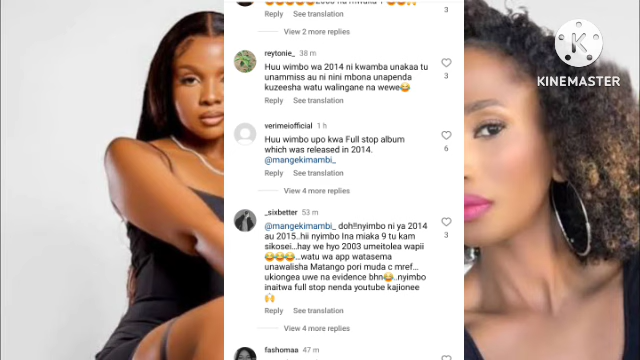 3
Reply See translation
View 2 more replies
reytonie_ 38 m
Huu wimbo wa 2014 ni kwamba unakaa tu
unammiss au ni nini mbona unapenda
kuzeesha watu walingane na wewe😂
3
Reply See translation
verimeiofficial 1 h
Huu wimbo upo kwa Full stop album
which was released in 2014.
@mangekimambi_
6
Reply See translation
View 4 more replies
_sixbetter 53 m
@mangekimambi_ doh!!nyimbo ni ya 2014
au 2015..hii nyimbo Ina miaka 9 tu kam
sikosei...hay we hyo 2003 umeitolea wapii
😂😂😂..watu wa app watasema
unawalisha Matango pori muda c mref...
ukiongea uwe na evidence bhn😂..nyimbo
inaitwa full stop nenda youtube kajionee
🙌
3
Reply See translation
View 4 more replies
fashomaa 47 m
K
KINEMASTER